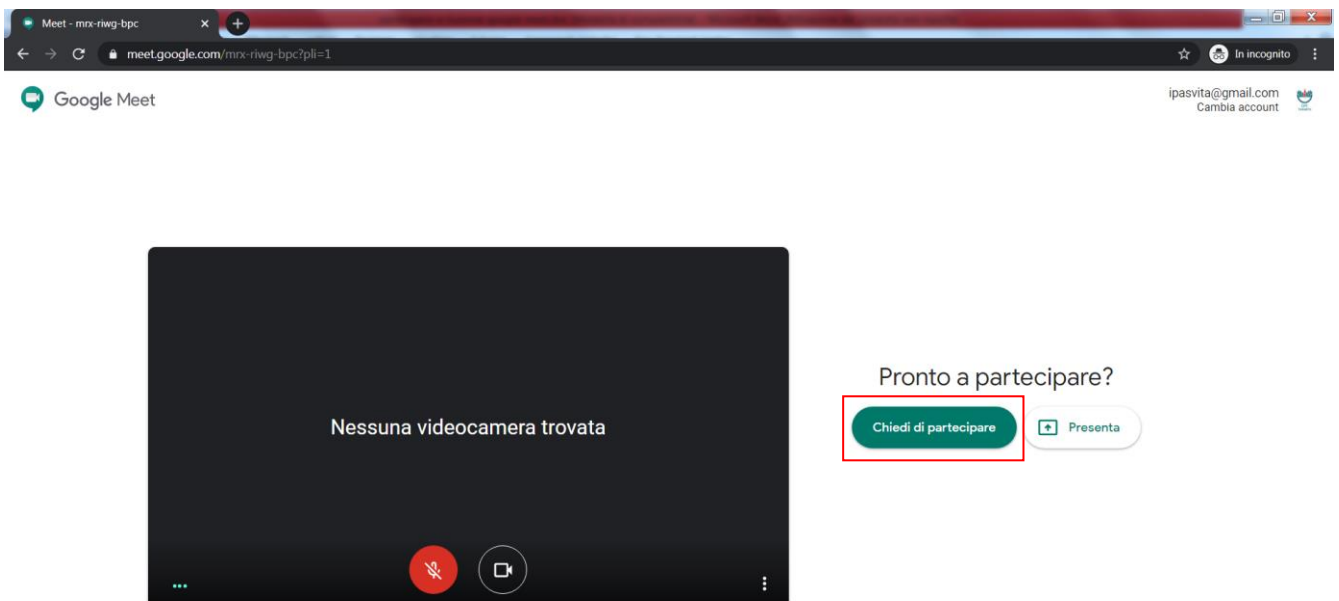 Meet - mrx-riwg-bpc
meet.google.com/mrx-riwg-bpc?pli=1
In incognito
Google Meet
ipasvita@gmail.com
Cambia account
Nessuna videocamera trovata
Pronto a partecipare?
Chiedi di partecipare
Presenta